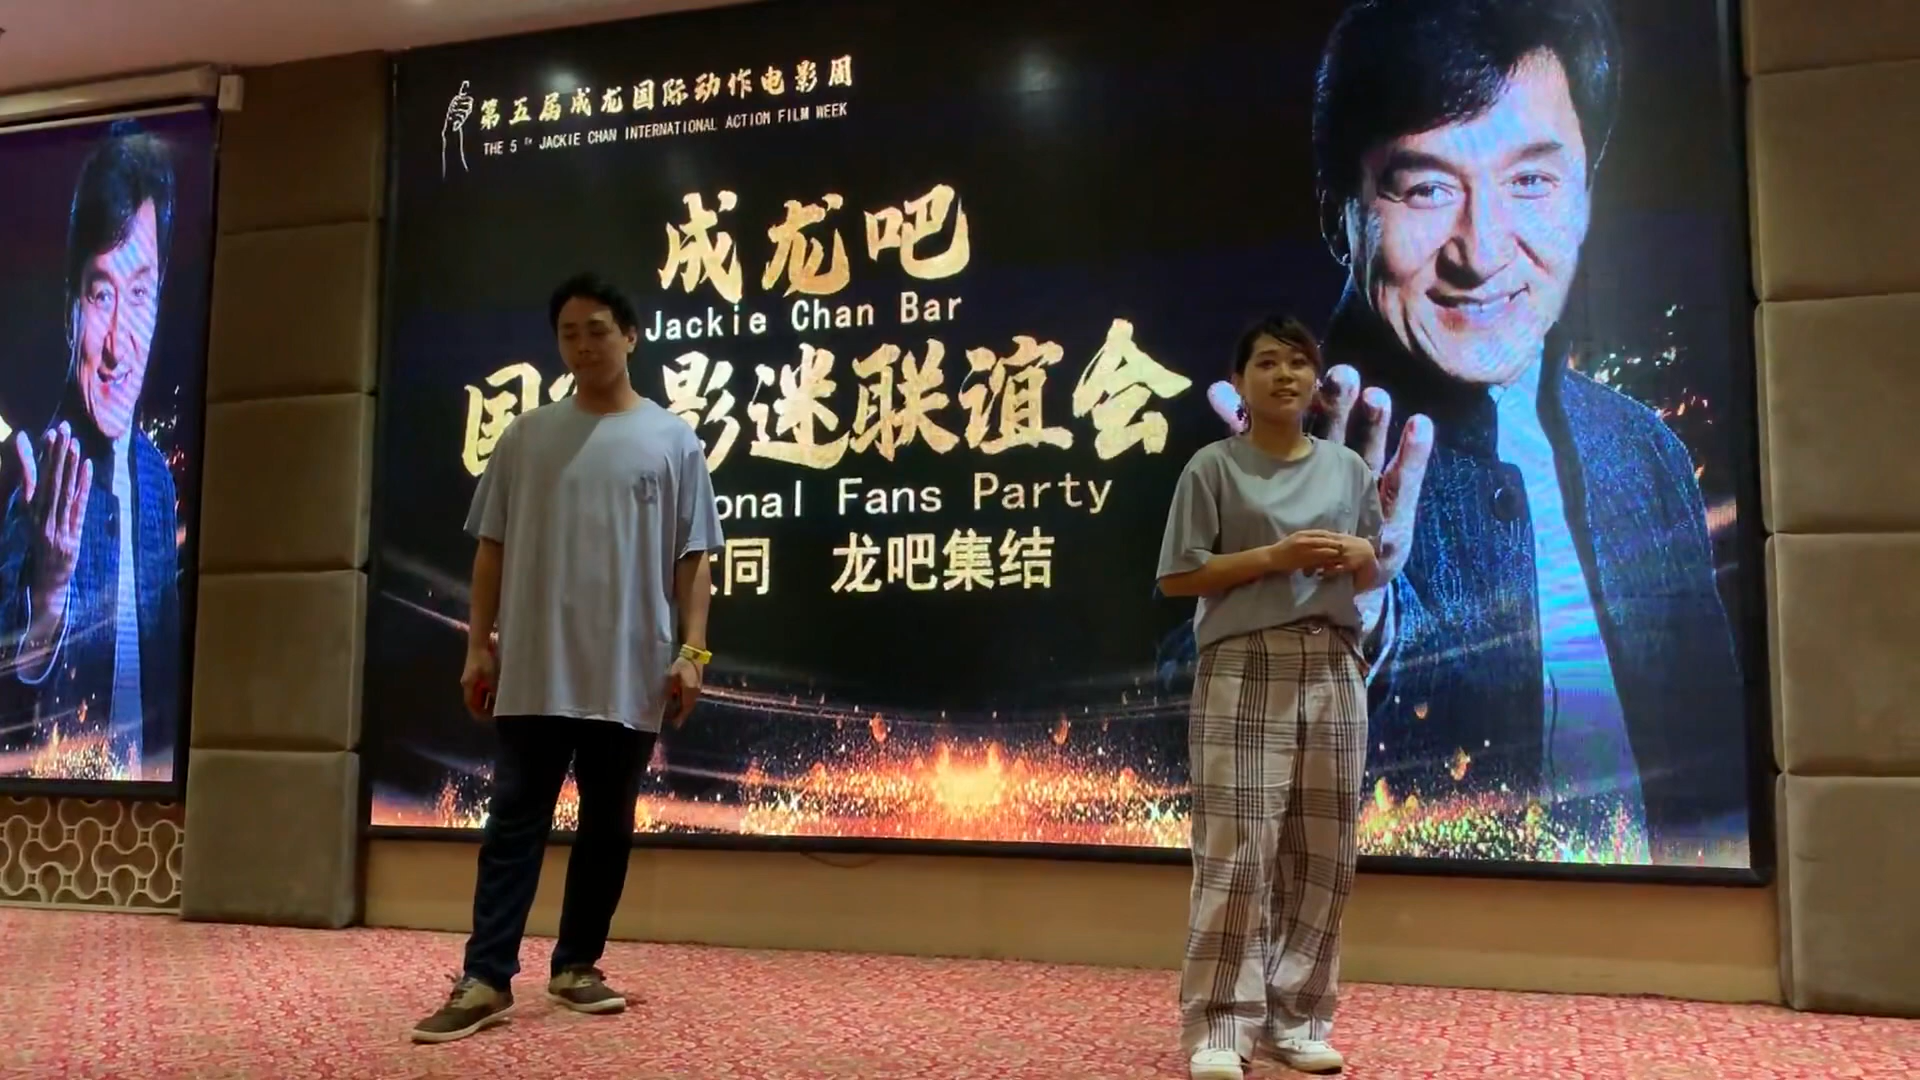 第五届成龙国际动作电影周
THE 5TH JACKIE CHAN INTERNATIONAL ACTION FILM WEEK
成龙吧
Jackie Chan Bar
国 影迷联谊会
onal Fans Party
同 龙吧集结